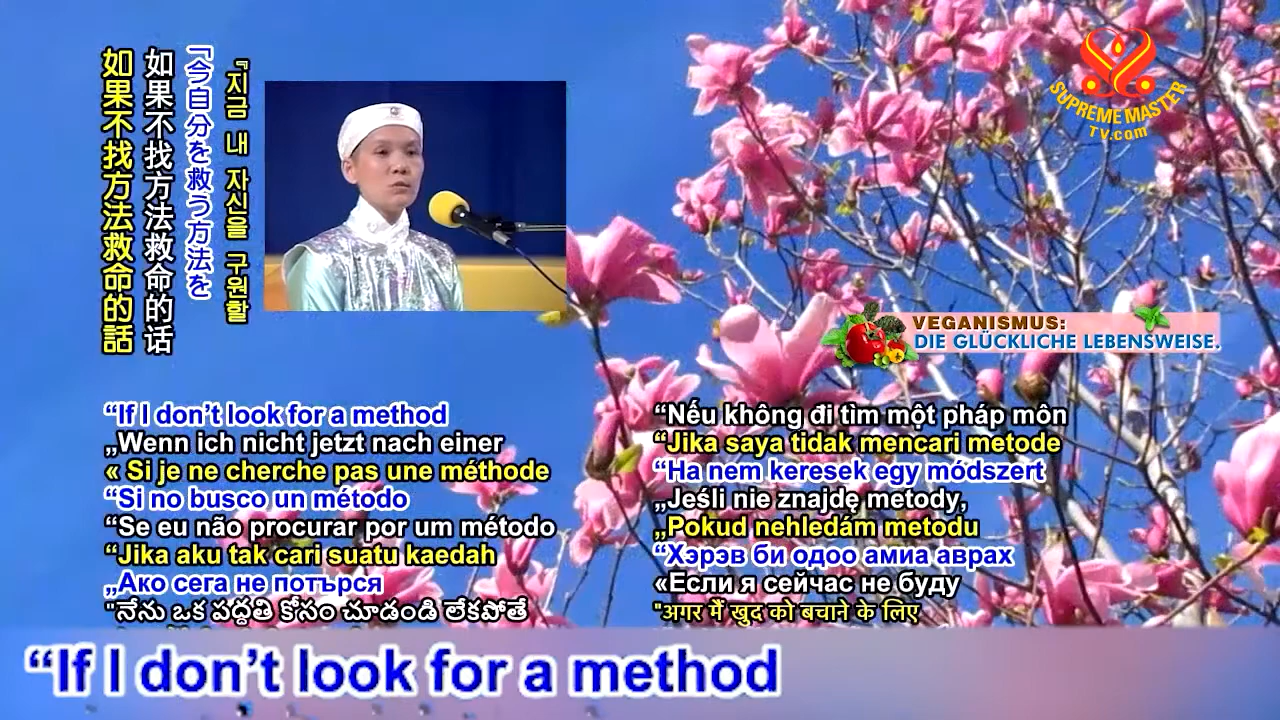 『지금 내 자신을 구원할
「今自分を救う方法を
如果不找方法救命的话
如果不找方法救命的話
SUPREME MASTER
TV.com
VEGANISMUS:
DIE GLÜCKLICHE LEBENSWEISE.
“If I don’t look for a method
„Wenn ich nicht jetzt nach einer
« Si je ne cherche pas une méthode
“Si no busco un método
“Se eu não procurar por um método
“Jika aku tak cari suatu kaedah
„Ако сега не потърся
"నేను ఒక పద్ధతి కోసం చూడండి లేకపోతే
“Nếu không đi tìm một pháp môn
“Jika saya tidak mencari metode
“Ha nem keresek egy módszert
„Jeśli nie znajdę metody,
„Pokud nehledám metodu
“Хэрэв би одоо амиа аврах
«Если я сейчас не буду
"अगर मैं खुद को बचाने के लिए
“If I don’t look for a method